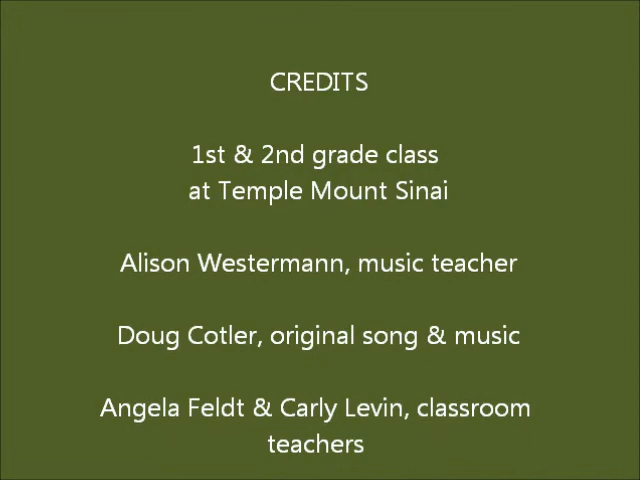 CREDITS
1st & 2nd grade class
at Temple Mount Sinai
Alison Westermann, music teacher
Doug Cotler, original song & music
Angela Feldt & Carly Levin, classroom
teachers